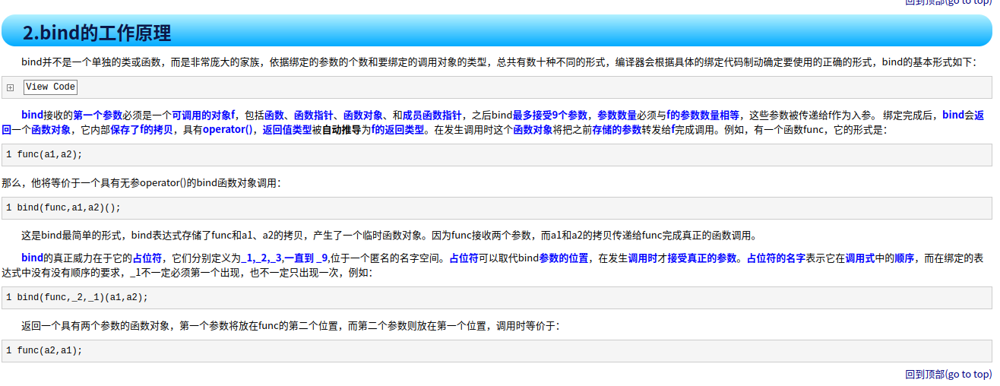 回到顶部(go to top)
2.bind的工作原理
bind并不是一个单独的类或函数，而是非常庞大的家族，依据绑定的参数的个数和要绑定的调用对象的类型，总共有数十种不同的形式，编译器会根据具体的绑定代码制动确定要使用的正确的形式，bind的基本形式如下：
View Code
bind接收的第一个参数必须是一个可调用的对象f，包括函数、函数指针、函数对象、和成员函数指针，之后bind最多接受9个参数，参数数量必须与f的参数数量相等，这些参数被传递给f作为入参。 绑定完成后，bind会返
回一个函数对象，它内部保存了f的拷贝，具有operator()，返回值类型被自动推导为f的返回类型。在发生调用时这个函数对象将把之前存储的参数转发给f完成调用。例如，有一个函数func，它的形式是：
1 func(a1,a2);
那么，他将等价于一个具有无参operator()的bind函数对象调用：
1 bind(func,a1,a2)();
这是bind最简单的形式，bind表达式存储了func和a1、a2的拷贝，产生了一个临时函数对象。因为func接收两个参数，而a1和a2的拷贝传递给func完成真正的函数调用。
bind的真正威力在于它的占位符，它们分别定义为_1,_2,_3,一直到 _9,位于一个匿名的名字空间。占位符可以取代bind参数的位置，在发生调用时才接受真正的参数。占位符的名字表示它在调用式中的顺序，而在绑定的表
达式中没有没有顺序的要求，_1不一定必须第一个出现，也不一定只出现一次，例如：
1 bind(func,_2,_1)(a1,a2);
返回一个具有两个参数的函数对象，第一个参数将放在func的第二个位置，而第二个参数则放在第一个位置，调用时等价于：
1 func(a2,a1);
回到顶部(go to top)